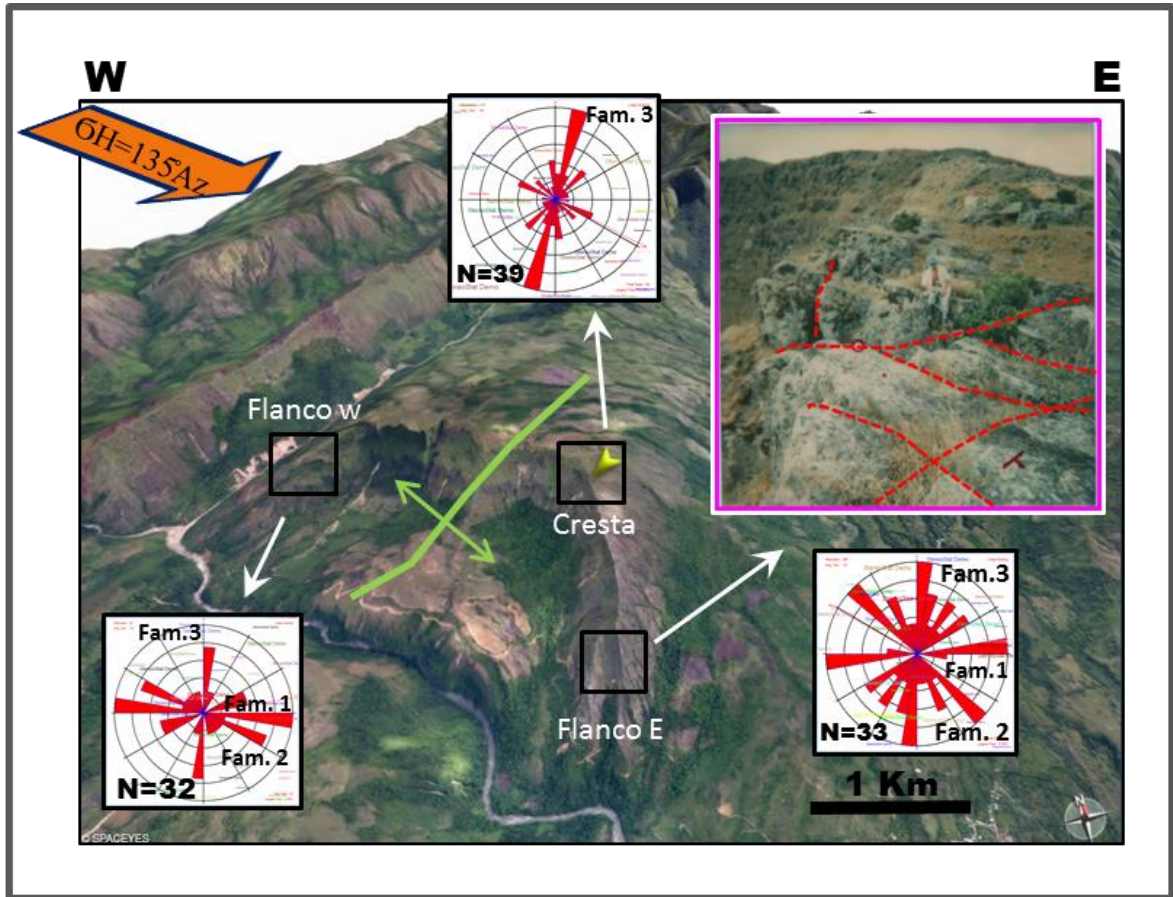 W
E
ϬH=135Az
Fam. 3
N=39
Flanco w
Cresta
Fam.3
Fam. 1
Fam. 2
N=32
Flanco E
Fam.3
Fam.1
Fam. 2
N=33
1 Km
N
© SPACEYES